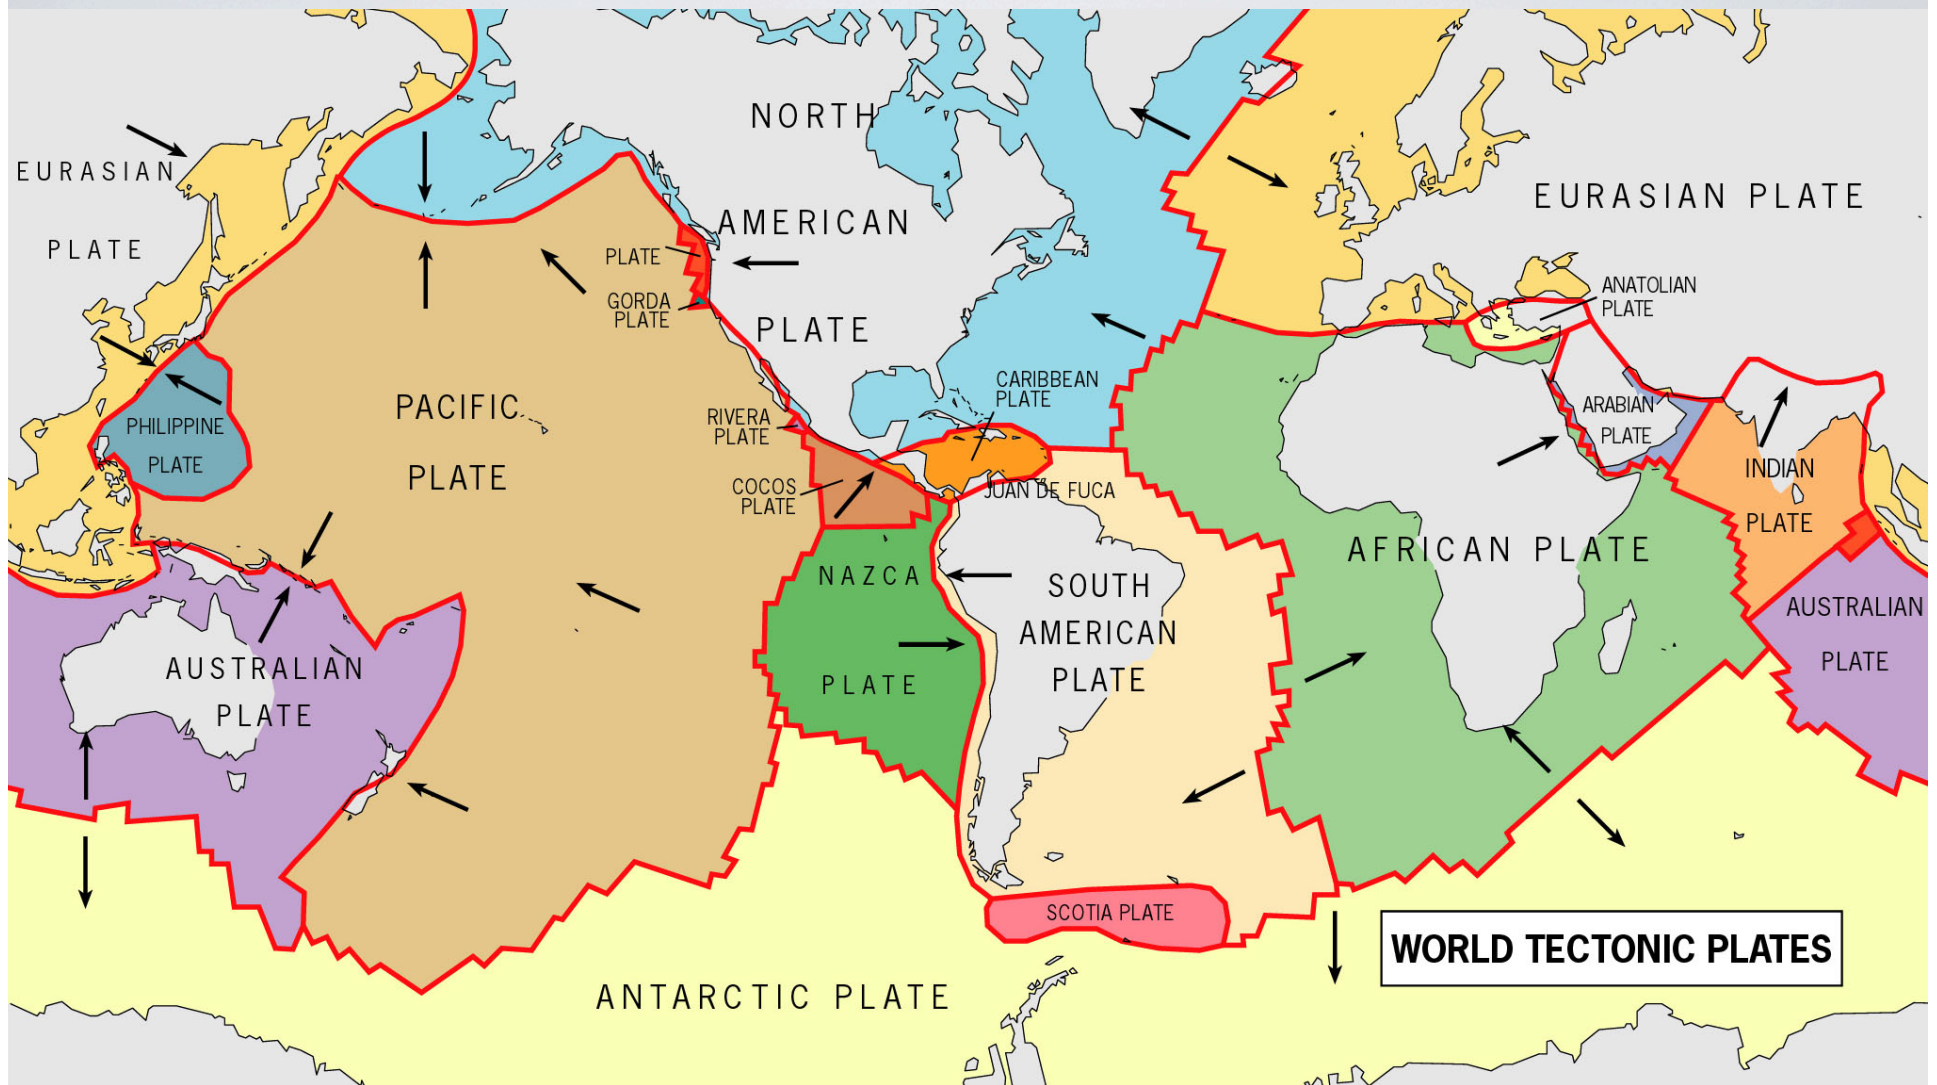 NORTH
AMERICAN
PLATE
EURASIAN
PLATE
EURASIAN PLATE
ANATOLIAN
PLATE
PLATE
GORDA
PLATE
CARIBBEAN
PLATE
RIVERA
PLATE
COCOS
PLATE
JUAN DE FUCA
PHILIPPINE
PLATE
PACIFIC
PLATE
ARABIAN
PLATE
INDIAN
PLATE
AFRICAN PLATE
NAZCA
PLATE
SOUTH
AMERICAN
PLATE
AUSTRALIAN
PLATE
AUSTRALIAN
PLATE
SCOTIA PLATE
ANTARCTIC PLATE
WORLD TECTONIC PLATES